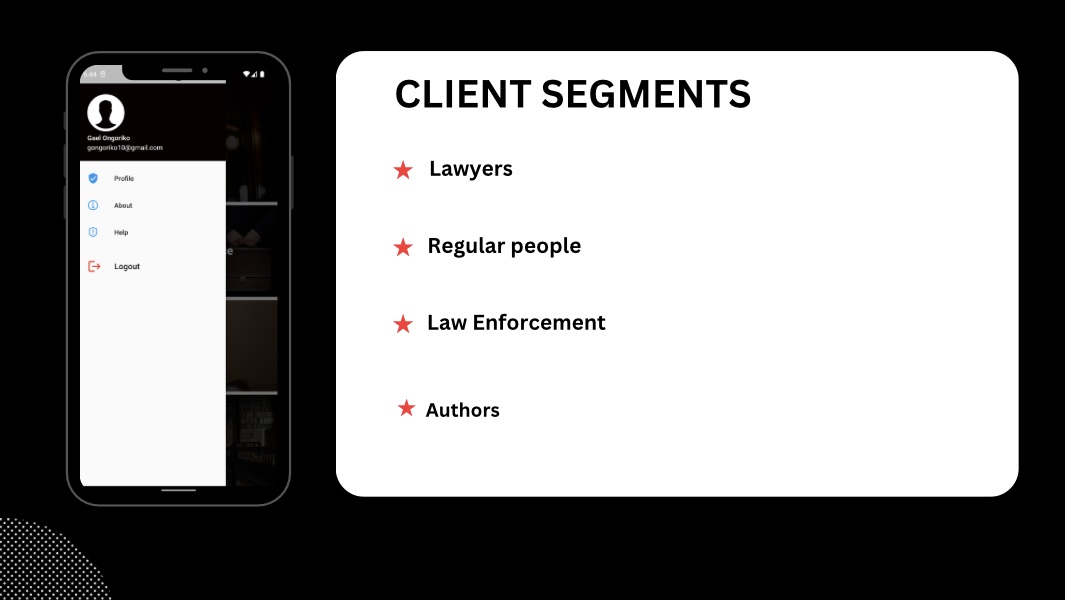 6:44
Gael Ongoriko
gongoriko10@gmail.com
Profile
About
Help
Logout
CLIENT SEGMENTS
Lawyers
Regular people
Law Enforcement
Authors